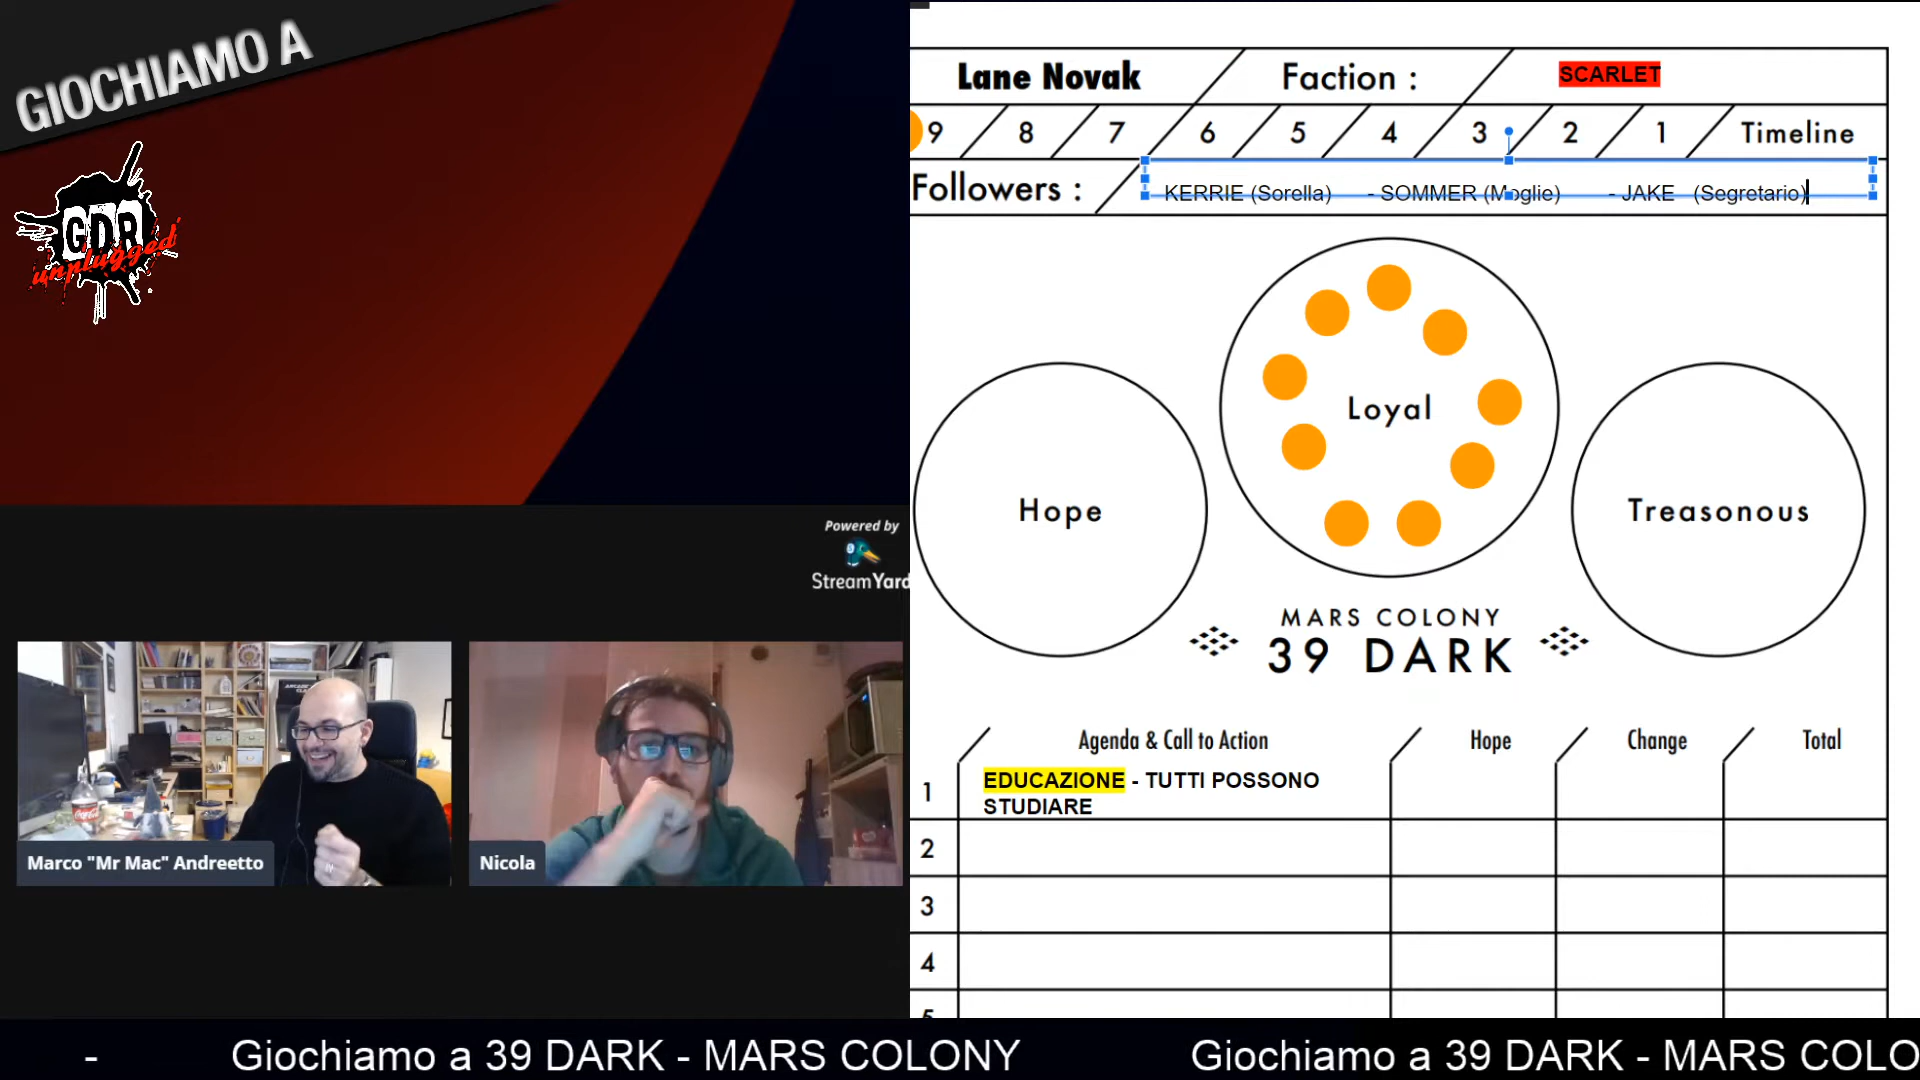 GIOCHIAMO A
GDR
unplugged
Powered by
StreamYard
Marco "Mr Mac" Andreetto
Nicola
Lane Novak
Faction :
SCARLET
9 8 7 6 5 4 3 2 1 Timeline
Followers :
KERRIE (Sorella) - SOMMER (Moglie) - JAKE (Segretario)
Loyal
Hope
Treasonous
MARS COLONY
39 DARK
Agenda & Call to Action Hope Change Total
1 EDUCAZIONE - TUTTI POSSONO
STUDIARE
2
3
4
5
- Giochiamo a 39 DARK - MARS COLONY Giochiamo a 39 DARK - MARS COLO